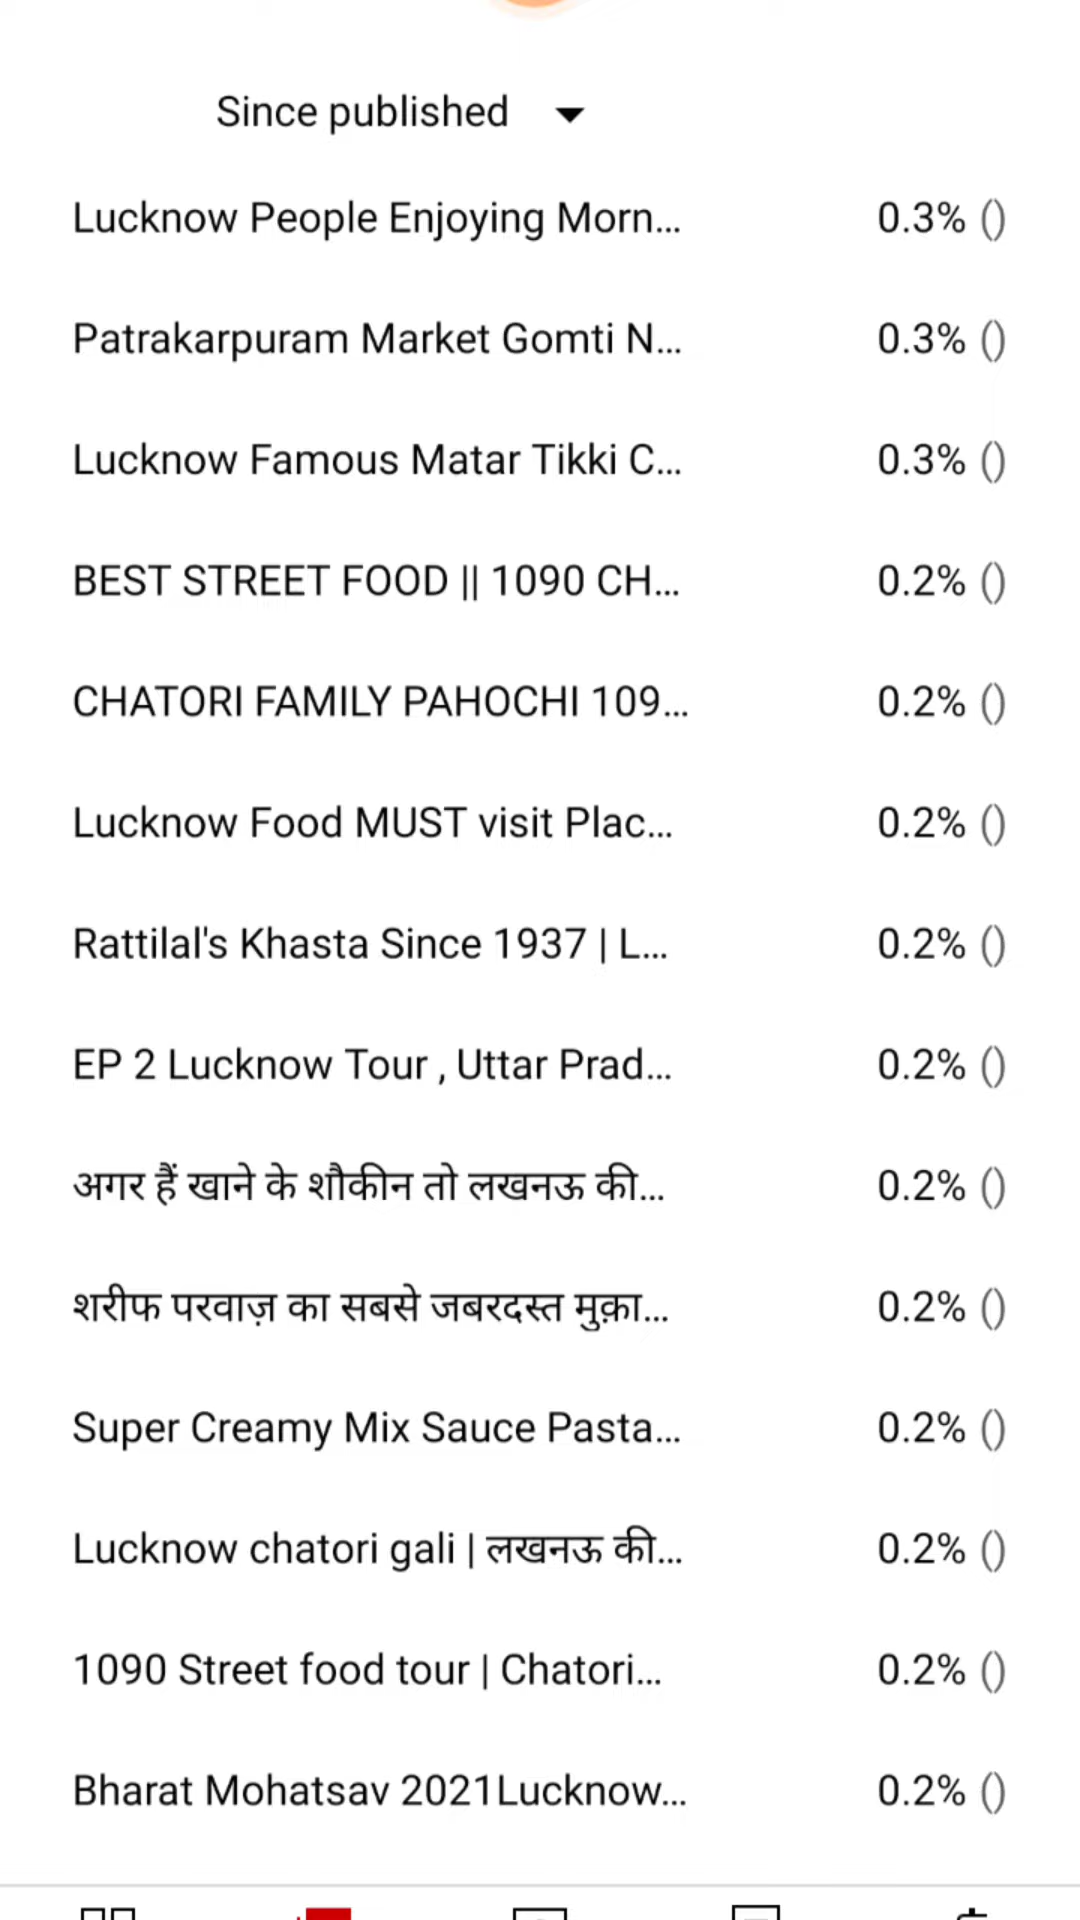 Since published
Lucknow People Enjoying Morn... 0.3% ()
Patrakarpuram Market Gomti N... 0.3% ()
Lucknow Famous Matar Tikki C... 0.3% ()
BEST STREET FOOD || 1090 CH... 0.2% ()
CHATORI FAMILY PAHOCHI 109... 0.2% ()
Lucknow Food MUST visit Plac... 0.2% ()
Rattilal's Khasta Since 1937 | L... 0.2% ()
EP 2 Lucknow Tour , Uttar Prad... 0.2% ()
अगर हैं खाने के शौकीन तो लखनऊ की... 0.2% ()
शरीफ परवाज़ का सबसे जबरदस्त मुक़ा... 0.2% ()
Super Creamy Mix Sauce Pasta... 0.2% ()
Lucknow chatori gali | लखनऊ की... 0.2% ()
1090 Street food tour | Chatori... 0.2% ()
Bharat Mohatsav 2021Lucknow... 0.2% ()